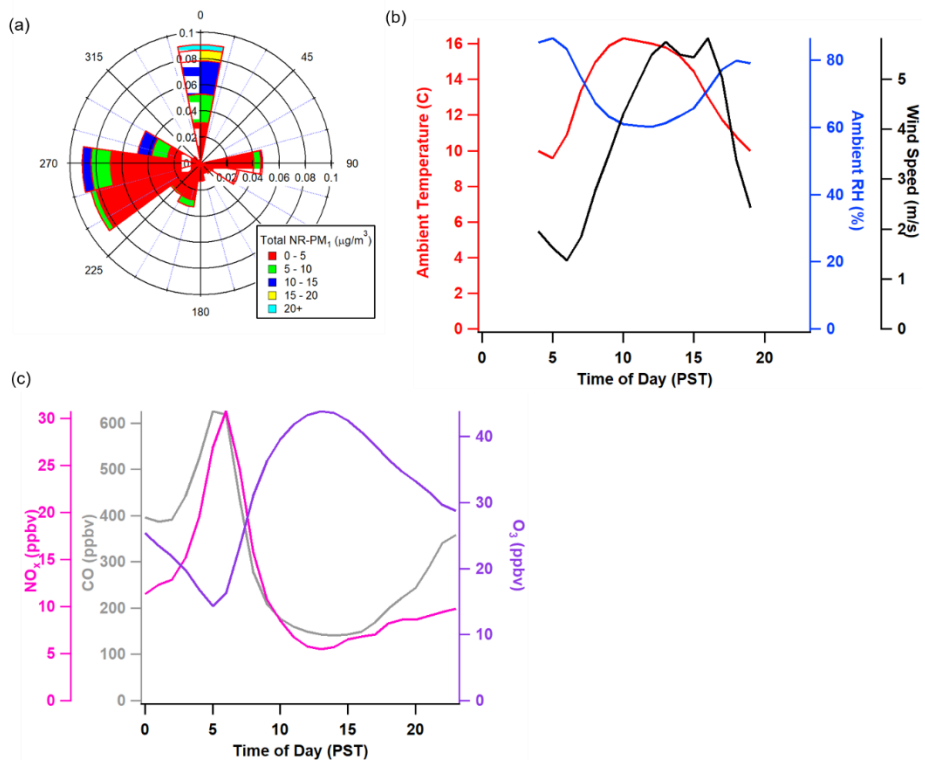 (a)
0
0.1
0.08
0.06
0.04
0.02
0.0
315
45
270
90
0.02 0.04 0.06 0.08 0.1
225
180
Total NR-PM₁ (μg/m³)
0 - 5
5 - 10
10 - 15
15 - 20
20+
(b)
Ambient Temperature (C)
16
14
12
10
8
6
4
2
0
Ambient RH (%)
80
60
40
20
0
Wind Speed (m/s)
5
4
3
2
1
0
0 5 10 15 20
Time of Day (PST)
(c)
NOₓ (ppbv)
30
25
20
15
10
5
0
CO (ppbv)
600
500
400
300
200
100
0
O₃ (ppbv)
40
30
20
10
0
0 5 10 15 20
Time of Day (PST)